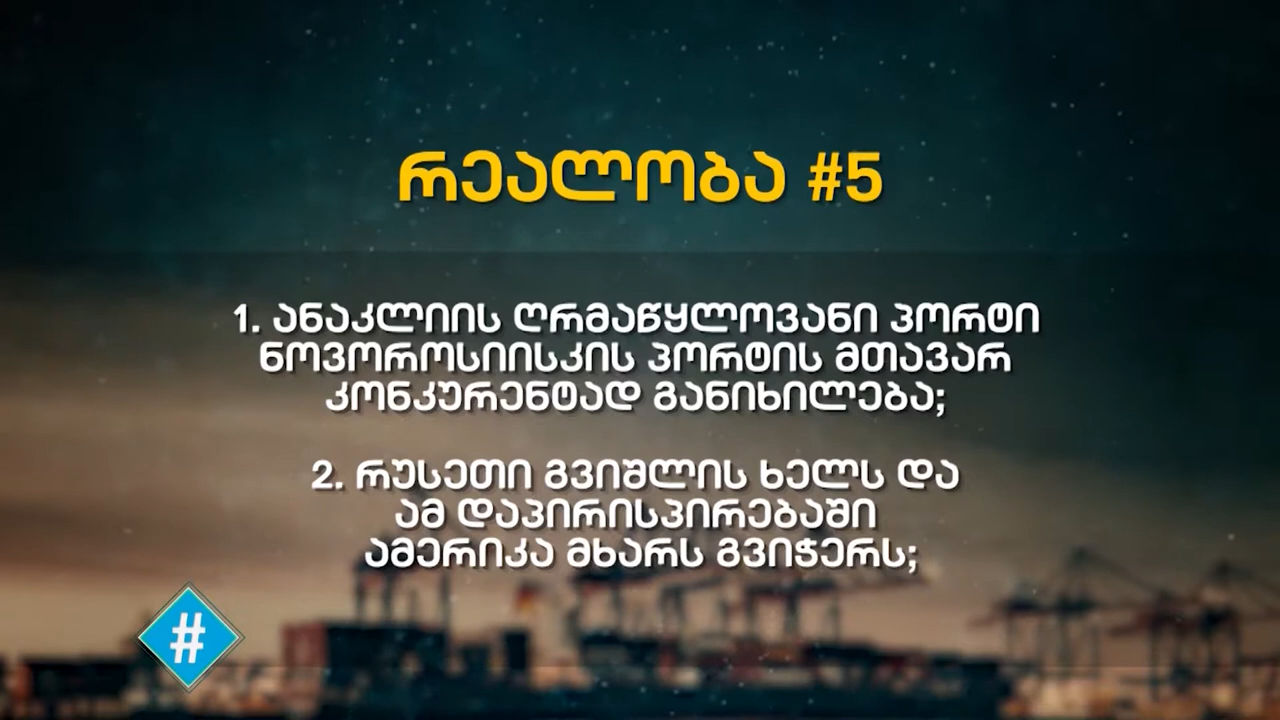 რეალობა #5
1. ანაკლიის ღრმაწყლოვანი პორტი
ნოვოროსიისკის პორტის მთავარ
კონკურენტად განიხილება;
2. რუსეთი გვიშლის ხელს და
ამ დაპირისპირებაში
ამერიკა მხარს გვიჭერს;
#